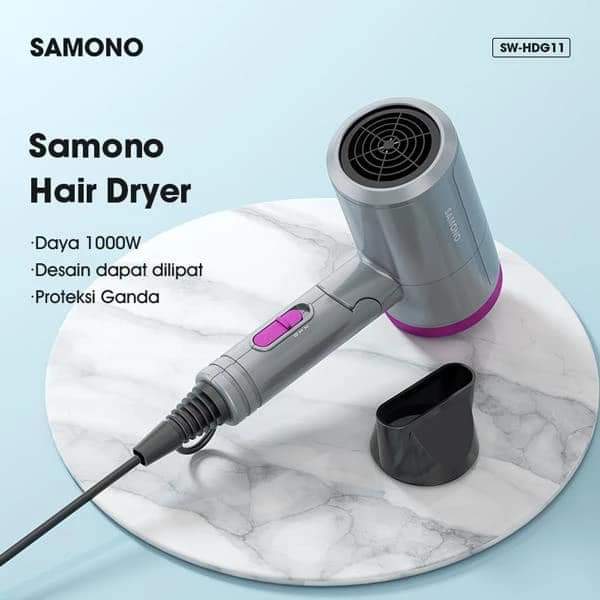 SAMONO
SW-HDG11
Samono
Hair Dryer
·Daya 1000W
·Desain dapat dilipat
·Proteksi Ganda
SAMONO